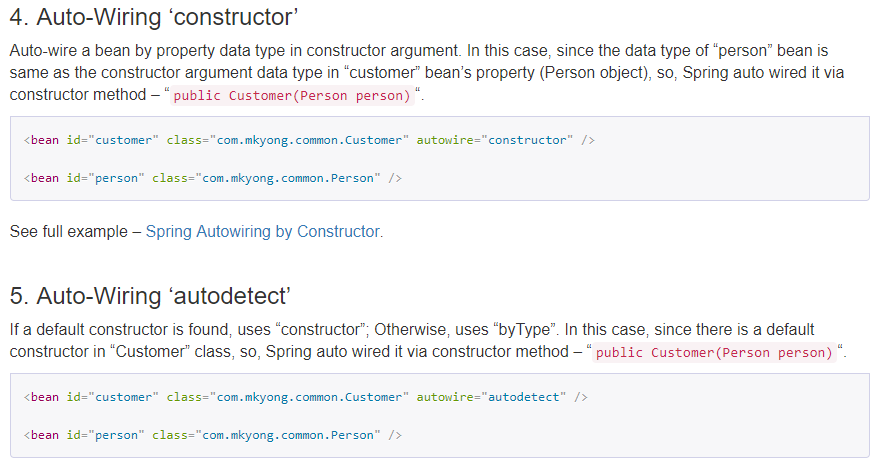 4. Auto-Wiring ‘constructor’
Auto-wire a bean by property data type in constructor argument. In this case, since the data type of “person” bean is
same as the constructor argument data type in “customer” bean’s property (Person object), so, Spring auto wired it via
constructor method – “public Customer(Person person)“.
<bean id="customer" class="com.mkyong.common.Customer" autowire="constructor" />
<bean id="person" class="com.mkyong.common.Person" />
See full example – Spring Autowiring by Constructor.
5. Auto-Wiring ‘autodetect’
If a default constructor is found, uses “constructor”; Otherwise, uses “byType”. In this case, since there is a default
constructor in “Customer” class, so, Spring auto wired it via constructor method – “public Customer(Person person)“.
<bean id="customer" class="com.mkyong.common.Customer" autowire="autodetect" />
<bean id="person" class="com.mkyong.common.Person" />